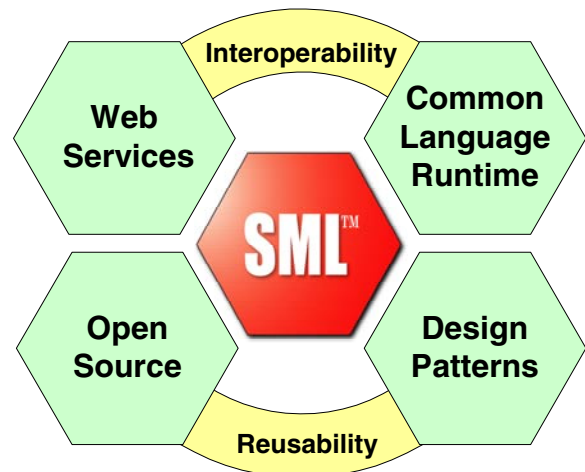 Interoperability
Web
Services
Common
Language
Runtime
SML™
Open
Source
Design
Patterns
Reusability